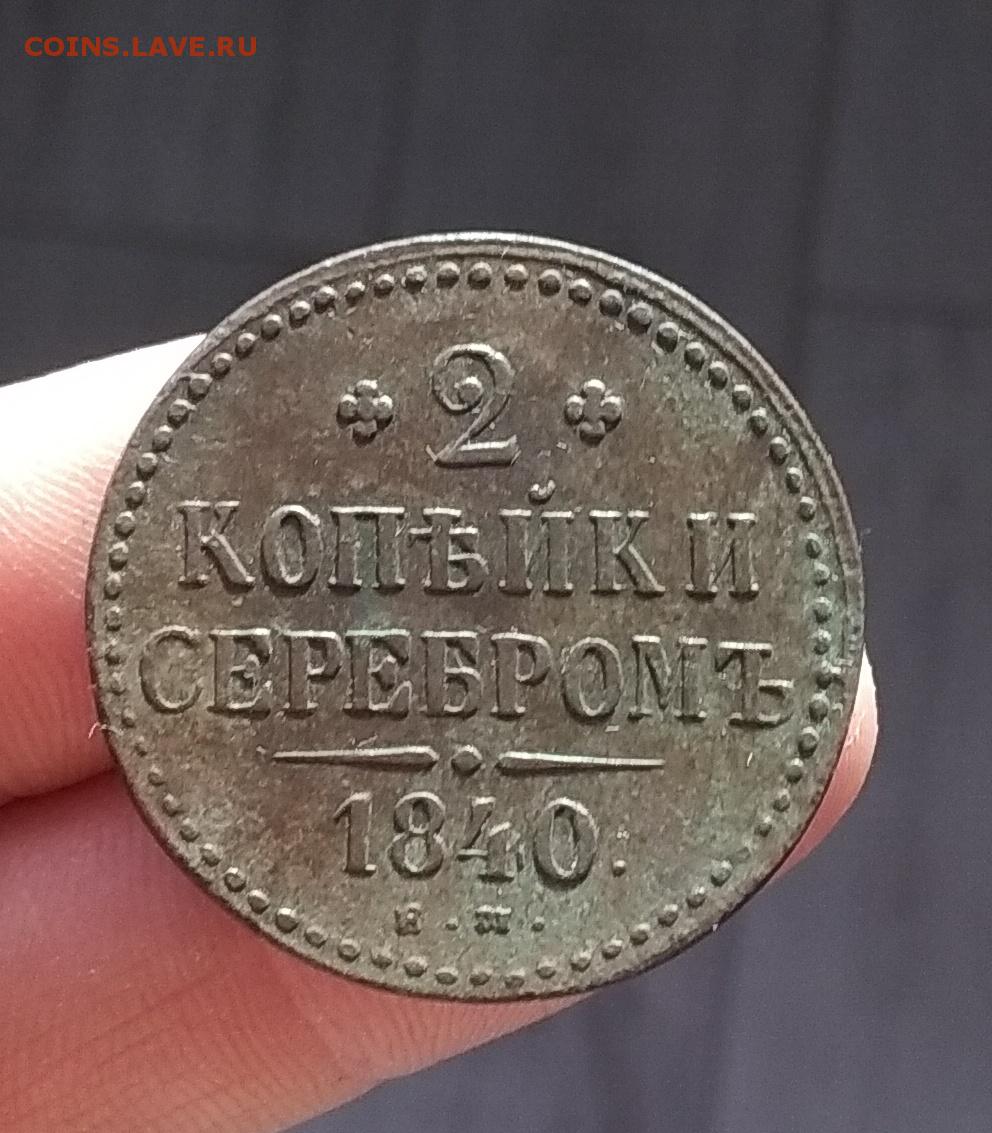 COINS.LAVE.RU
2
КОПѢЙКИ
СЕРЕБРОМЪ
1840.
Е.М.